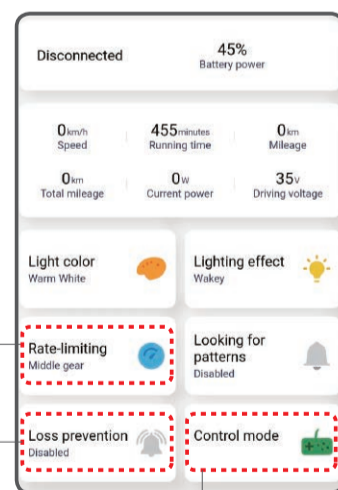 Disconnected
45%
Battery power
0km/h
Speed
455minutes
Running time
0km
Mileage
0km
Total mileage
0w
Current power
35v
Driving voltage
Light color
Warm White
Lighting effect
Wakey
Rate-limiting
Middle gear
Looking for
patterns
Disabled
Loss prevention
Disabled
Control mode